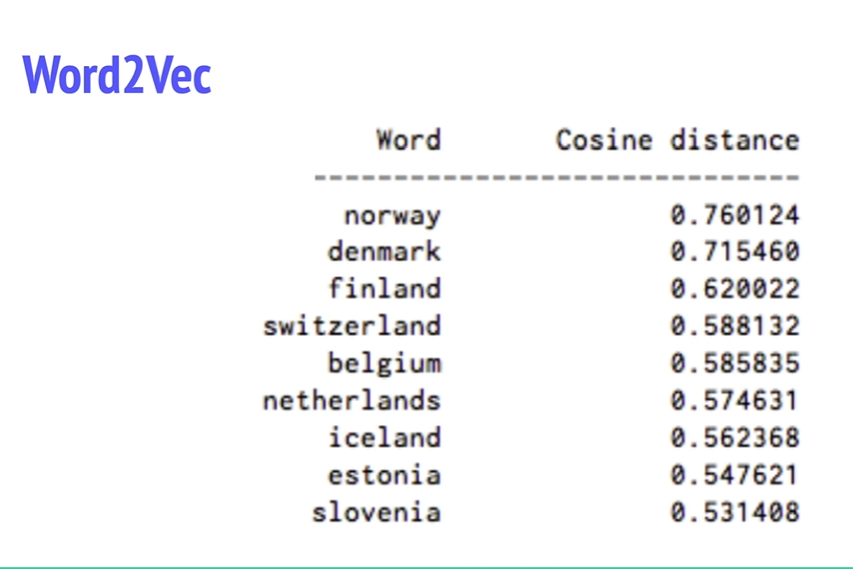 Word2Vec
Word Cosine distance
-------------------------------
norway 0.760124
denmark 0.715460
finland 0.620022
switzerland 0.588132
belgium 0.585835
netherlands 0.574631
iceland 0.562368
estonia 0.547621
slovenia 0.531408